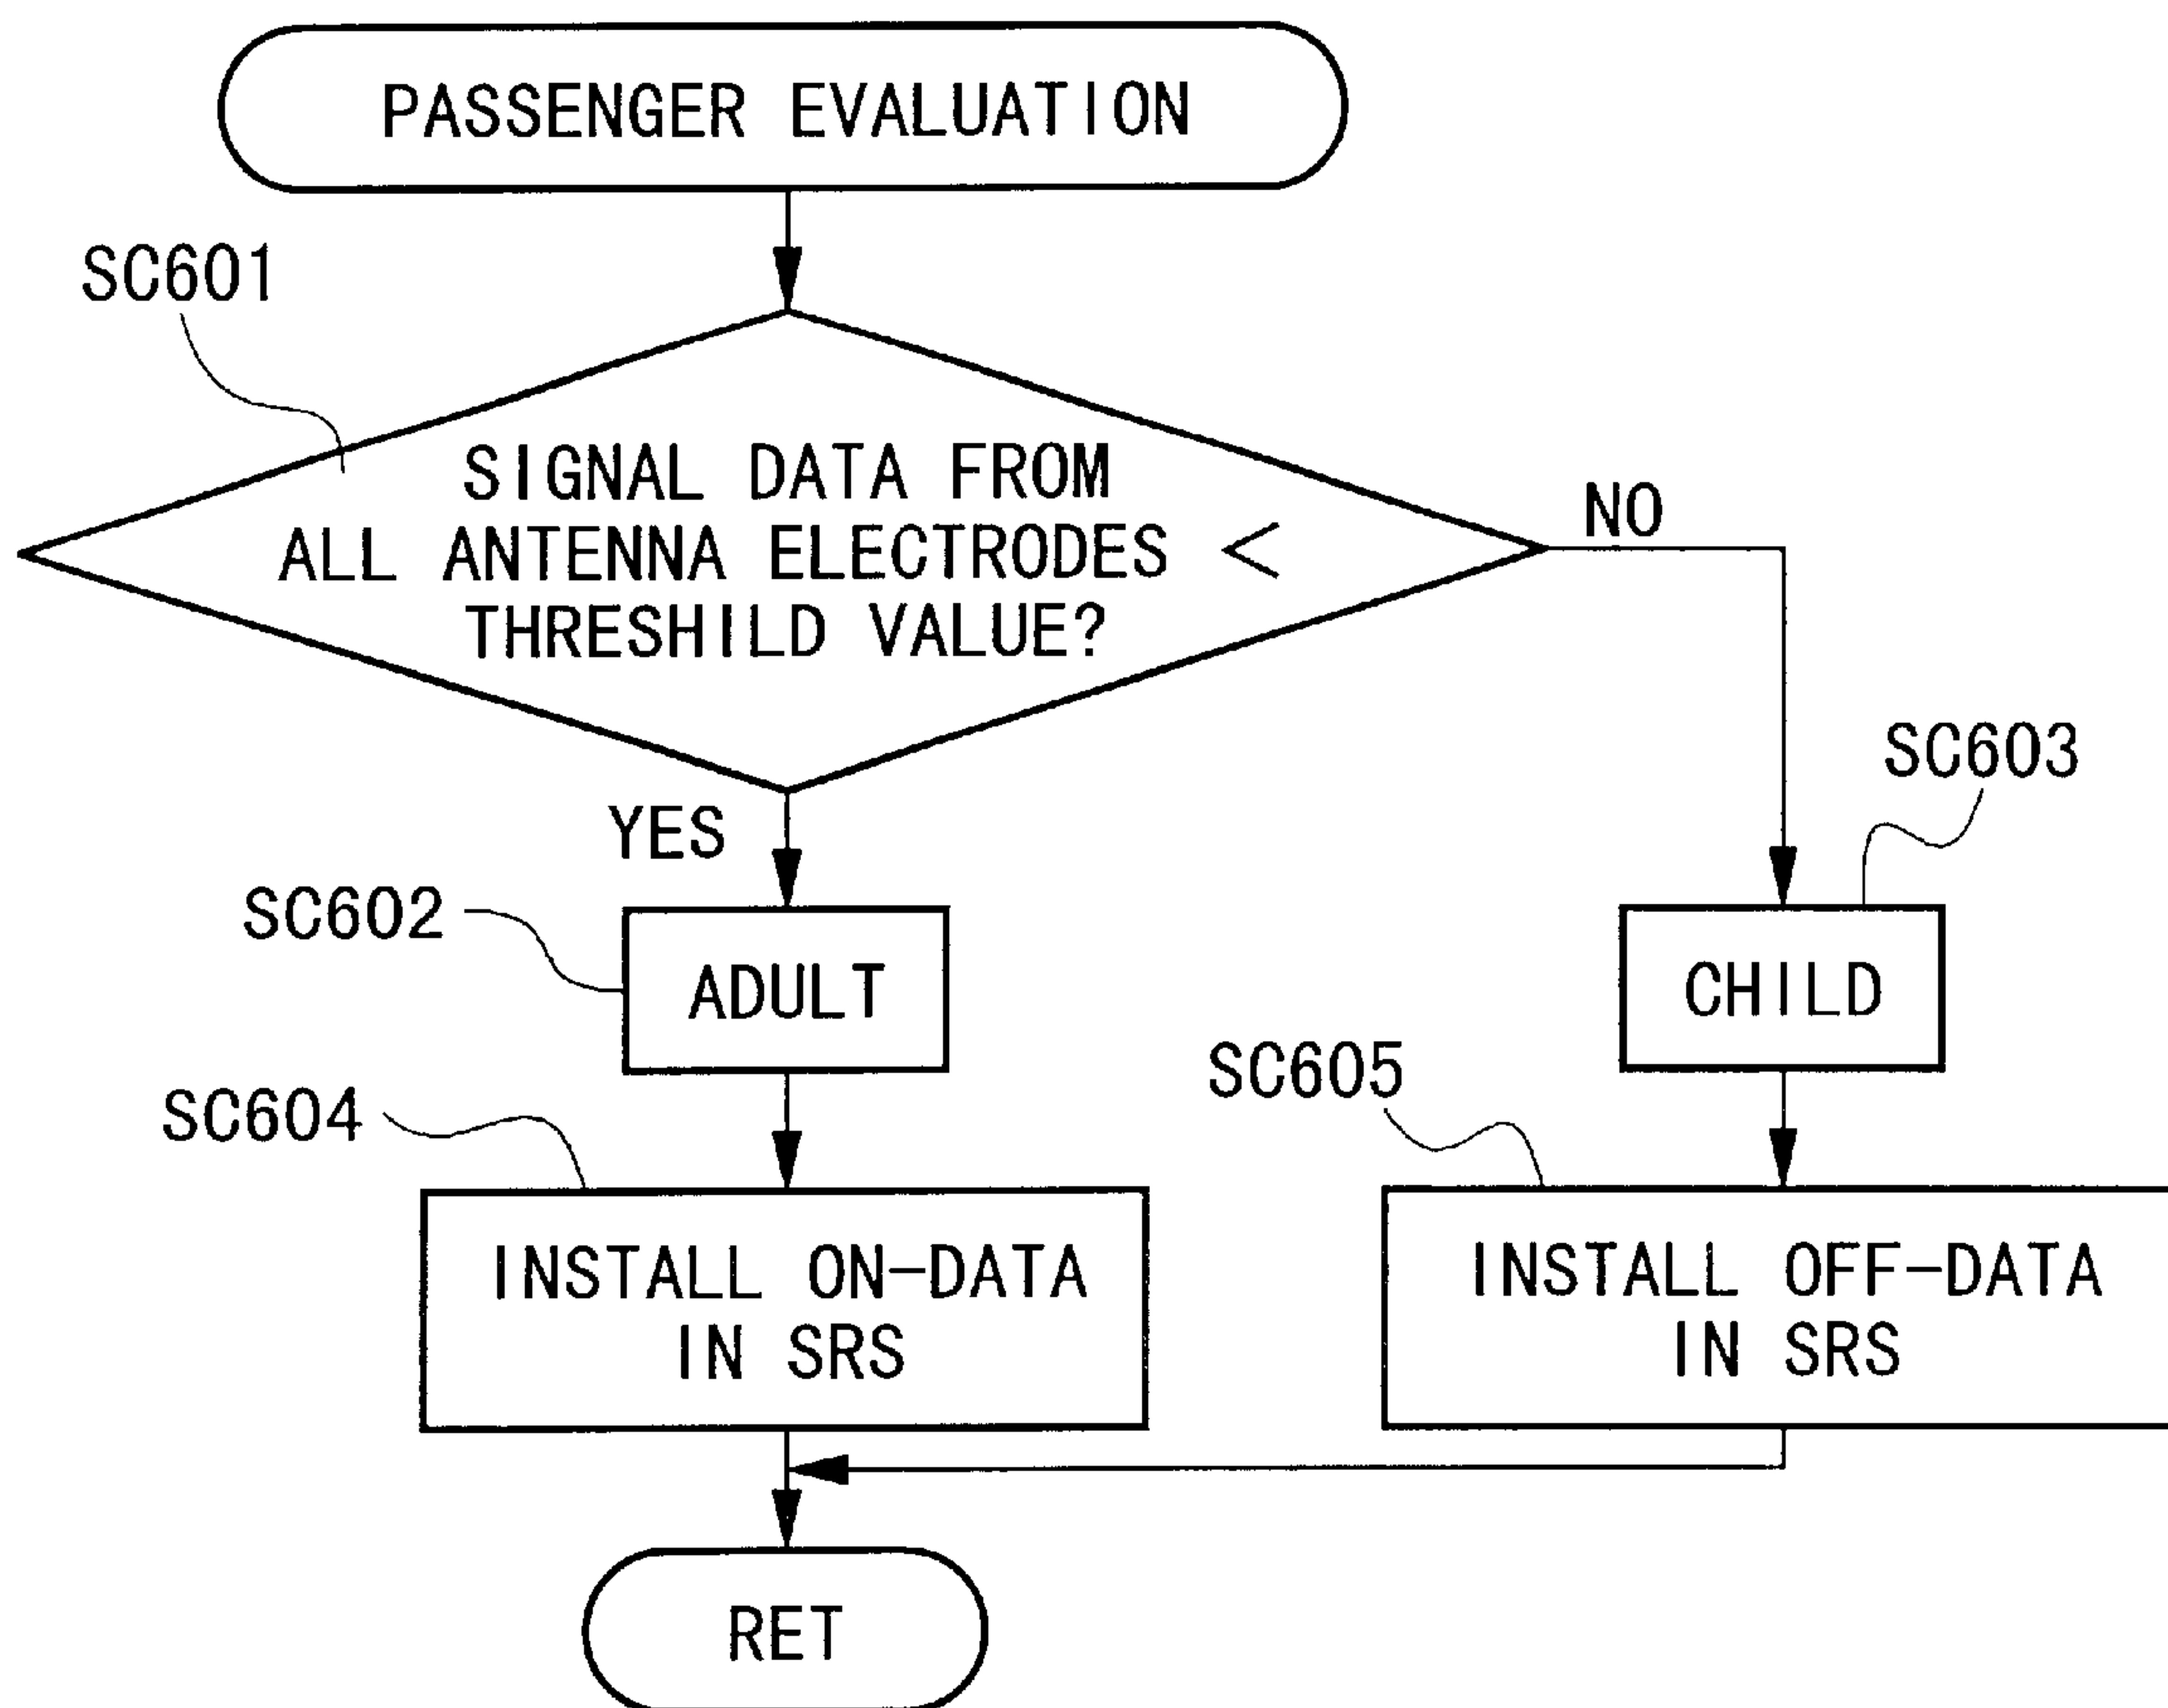 PASSENGER EVALUATION
SC601
SIGNAL DATA FROM
ALL ANTENNA ELECTRODES <
THRESHILD VALUE?
NO
YES
SC603
SC602
ADULT
CHILD
SC604
SC605
INSTALL ON-DATA
IN SRS
INSTALL OFF-DATA
IN SRS
RET